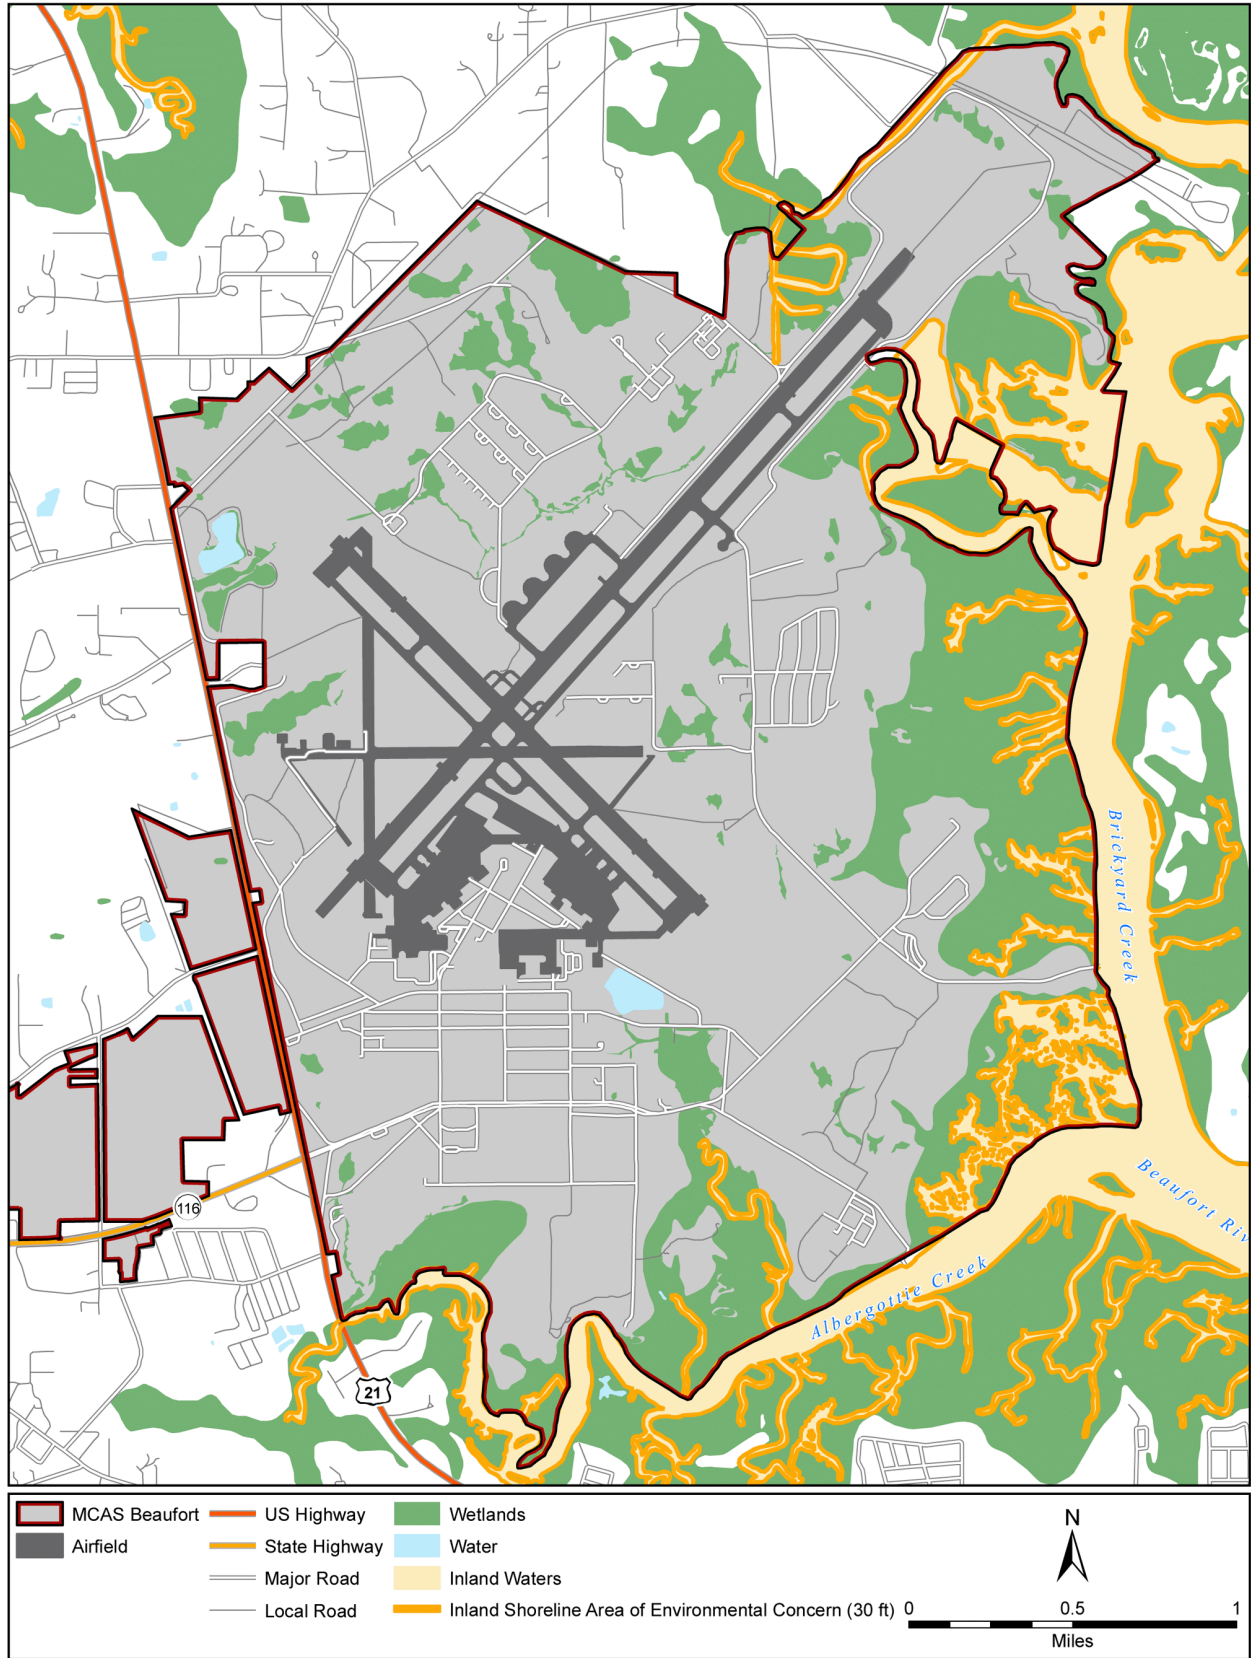 Brickyard Creek
Beaufort Riv
Albergottie Creek
116
21
MCAS Beaufort
Airfield
US Highway
State Highway
Major Road
Local Road
Wetlands
Water
Inland Waters
Inland Shoreline Area of Environmental Concern (30 ft)
N
0 0.5 1
Miles